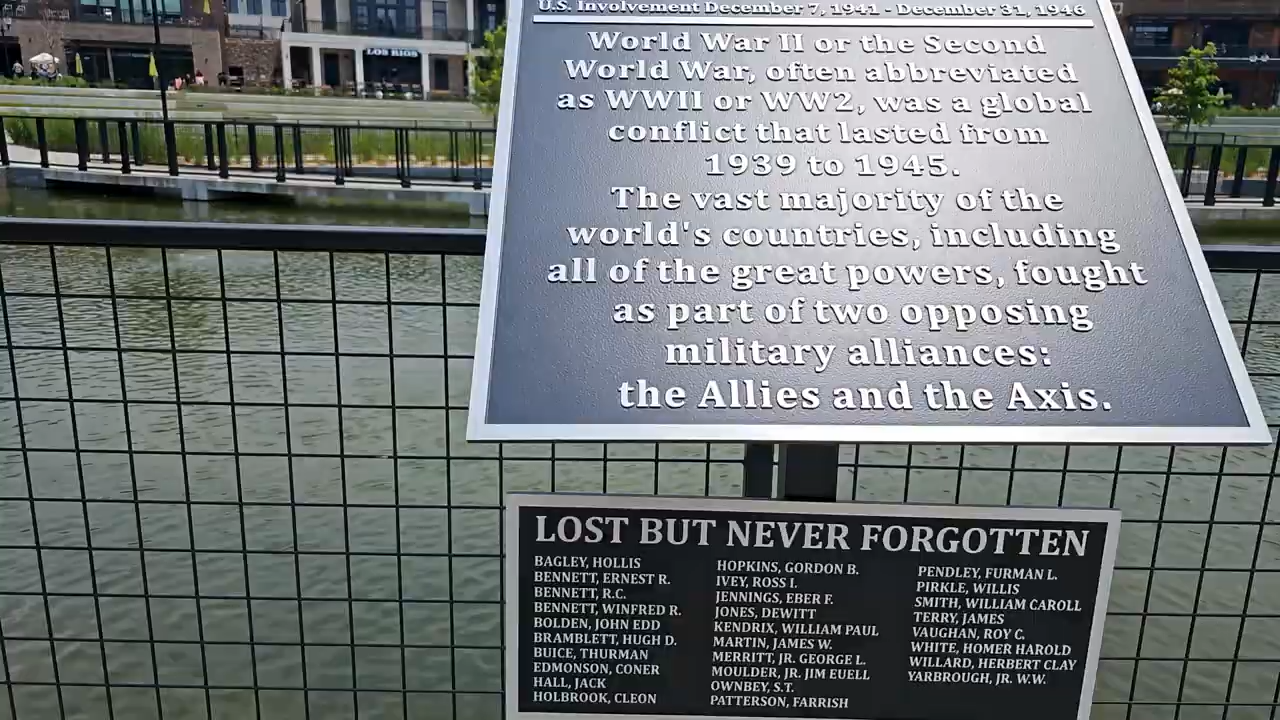 LOS RIOS
U.S. Involvement December 7, 1941 - December 31, 1946
World War II or the Second
World War, often abbreviated
as WWII or WW2, was a global
conflict that lasted from
1939 to 1945.
The vast majority of the
world's countries, including
all of the great powers, fought
as part of two opposing
military alliances:
the Allies and the Axis.
LOST BUT NEVER FORGOTTEN
BAGLEY, HOLLIS
BENNETT, ERNEST R.
BENNETT, R.C.
BENNETT, WINFRED R.
BOLDEN, JOHN EDD
BRAMBLETT, HUGH D.
BUICE, THURMAN
EDMONSON, CONER
HALL, JACK
HOLBROOK, CLEON
HOPKINS, GORDON B.
IVEY, ROSS I.
JENNINGS, EBER F.
JONES, DEWITT
KENDRIX, WILLIAM PAUL
MARTIN, JAMES W.
MERRITT, JR. GEORGE L.
MOULDER, JR. JIM EUELL
OWNBEY, S.T.
PATTERSON, FARRISH
PENDLEY, FURMAN L.
PIRKLE, WILLIS
SMITH, WILLIAM CAROLL
TERRY, JAMES
VAUGHAN, ROY C.
WHITE, HOMER HAROLD
WILLARD, HERBERT CLAY
YARBROUGH, JR. W.W.